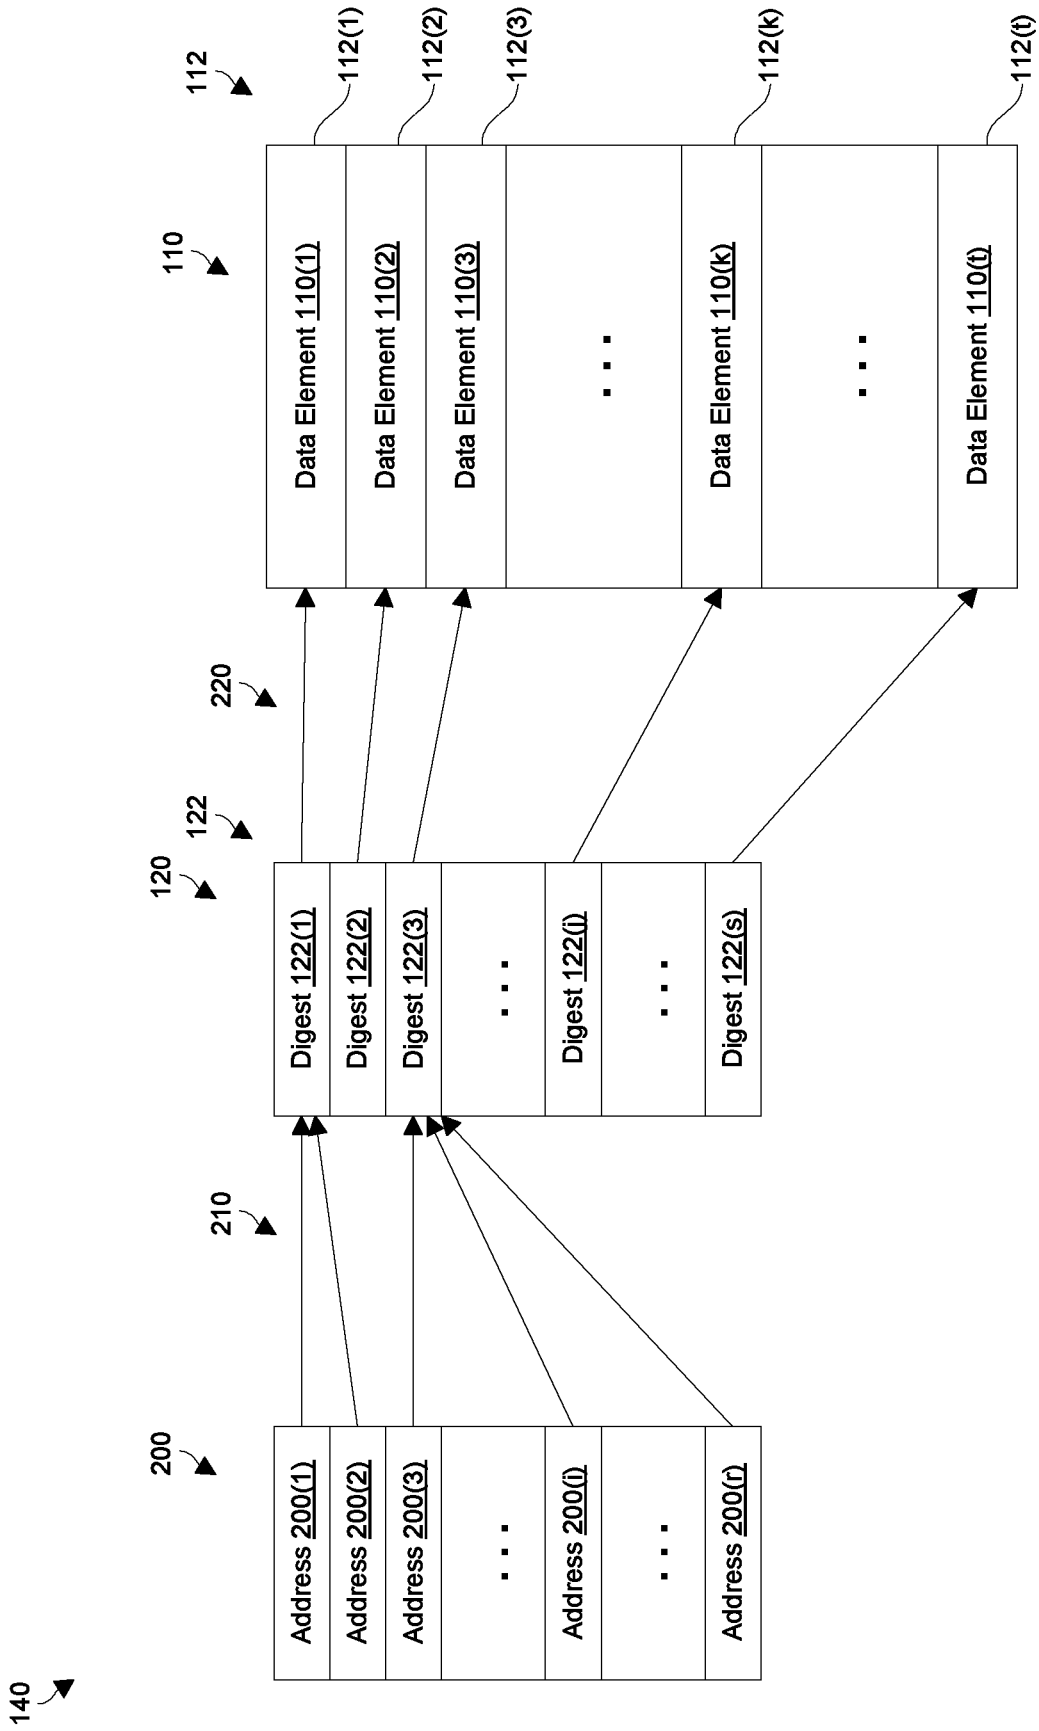 140
200
Address 200(1)
Address 200(2)
Address 200(3)
...
Address 200(i)
...
Address 200(r)
210
120
122
Digest 122(1)
Digest 122(2)
Digest 122(3)
...
Digest 122(j)
...
Digest 122(s)
220
110
112
Data Element 110(1)
Data Element 110(2)
Data Element 110(3)
...
Data Element 110(k)
...
Data Element 110(t)
112(1)
112(2)
112(3)
112(k)
112(t)